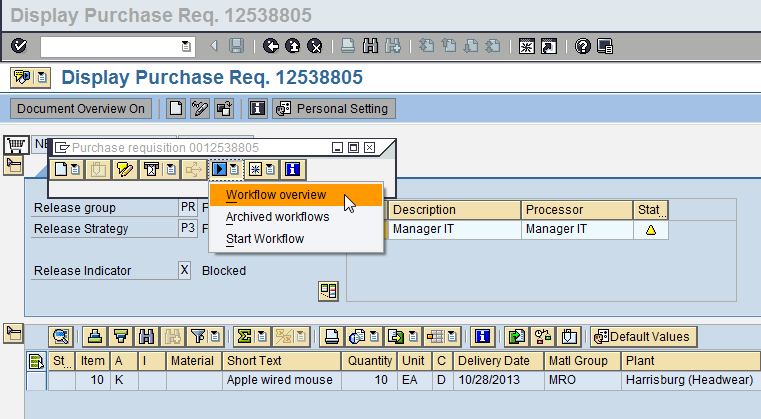 Display Purchase Req. 12538805
Display Purchase Req. 12538805
Document Overview On Personal Setting
Purchase requisition 0012538805
Workflow overview
Archived workflows
Start Workflow
Release group PR Description Processor Stat...
Release Strategy P3 Manager IT Manager IT
Release Indicator X Blocked
Default Values
St... Item A I Material Short Text Quantity Unit C Delivery Date Matl Group Plant
10 K Apple wired mouse 10 EA D 10/28/2013 MRO Harrisburg (Headwear)